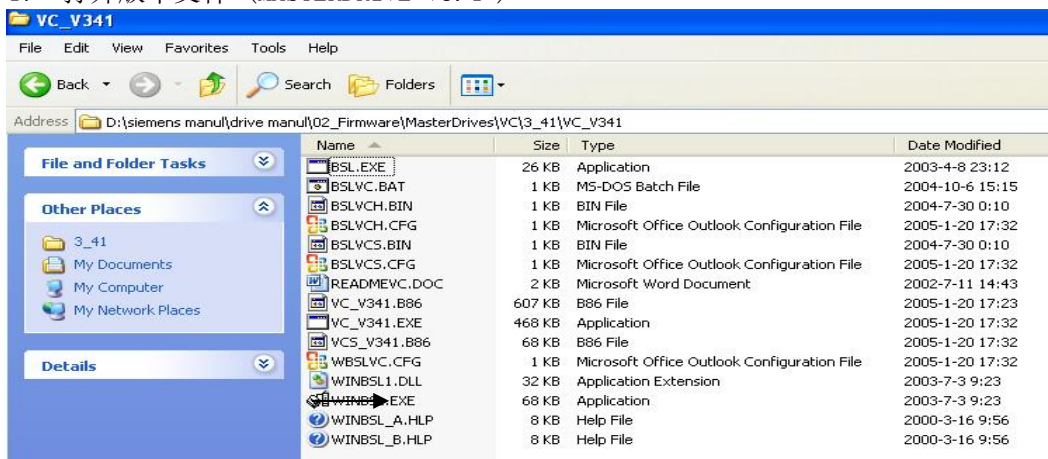 VC_V341
File Edit View Favorites Tools Help
Back Search Folders
Address D:\siemens manul\drive manul\02_Firmware\MasterDrives\VC\3_41\VC_V341
File and Folder Tasks
Other Places
3_41
My Documents
My Computer
My Network Places
Details
Name Size Type Date Modified
BSL.EXE 26 KB Application 2003-4-8 23:12
BSLVC.BAT 1 KB MS-DOS Batch File 2004-10-6 15:15
BSLVCH.BIN 1 KB BIN File 2004-7-30 0:10
BSLVCH.CFG 1 KB Microsoft Office Outlook Configuration File 2005-1-20 17:32
BSLVCS.BIN 1 KB BIN File 2004-7-30 0:10
BSLVCS.CFG 1 KB Microsoft Office Outlook Configuration File 2005-1-20 17:32
READMEVC.DOC 2 KB Microsoft Word Document 2002-7-11 14:43
VC_V341.B86 607 KB B86 File 2005-1-20 17:23
VC_V341.EXE 468 KB Application 2005-1-20 17:32
VCS_V341.B86 68 KB B86 File 2005-1-20 17:32
WBSLVC.CFG 1 KB Microsoft Office Outlook Configuration File 2005-1-20 17:32
WINBSL1.DLL 32 KB Application Extension 2003-7-3 9:23
WINBSL.EXE 68 KB Application 2003-7-3 9:23
WINBSL_A.HLP 8 KB Help File 2000-3-16 9:56
WINBSL_B.HLP 8 KB Help File 2000-3-16 9:56